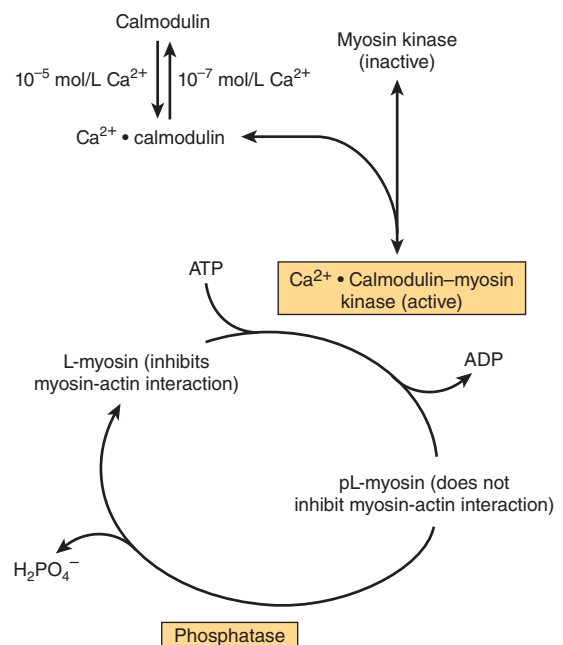 Calmodulin
10⁻⁵ mol/L Ca²⁺
10⁻⁷ mol/L Ca²⁺
Ca²⁺ • calmodulin
Myosin kinase
(inactive)
Ca²⁺ • Calmodulin–myosin
kinase (active)
ATP
L-myosin (inhibits
myosin-actin interaction)
ADP
pL-myosin (does not
inhibit myosin-actin interaction)
H₂PO₄⁻
Phosphatase